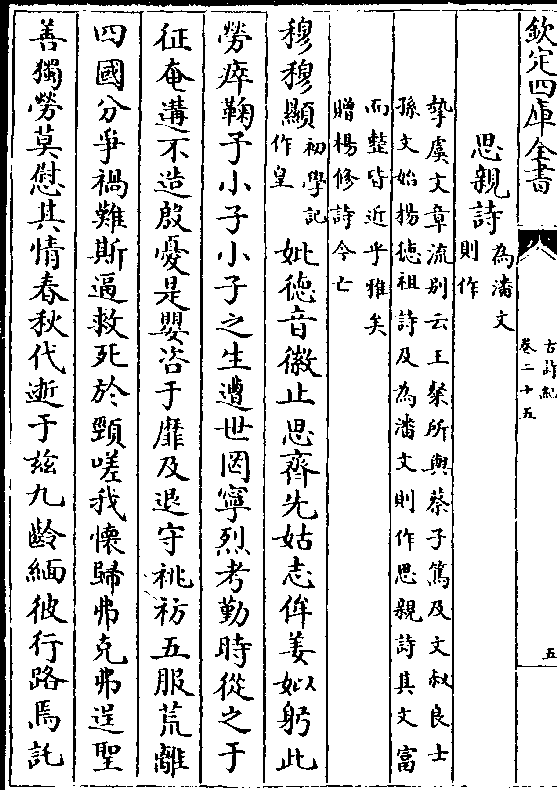 欽定四庫全書
古詩紀
卷二十五
五
思親詩為潘文則作
摯虞文章流别云王粲所與蔡子篤及文叔良士
孫文始楊徳祖詩及為潘文則作思親詩其文富
而整皆近乎雅矣
贈楊修詩今亡
穆穆顯初學記作皇妣徳音徽止思齊先姑志侔姜姒躬此
勞瘁鞠子小子小子之生遭世罔寧烈考勤時從之于
征奄遘不造殷憂是嬰咨于靡及退守祧祊五服荒離
四國分爭禍難斯逼救死於頸嗟我懷歸弗克弗逞聖
善獨勞莫慰其情春秋代逝于兹九齡緬彼行路焉託